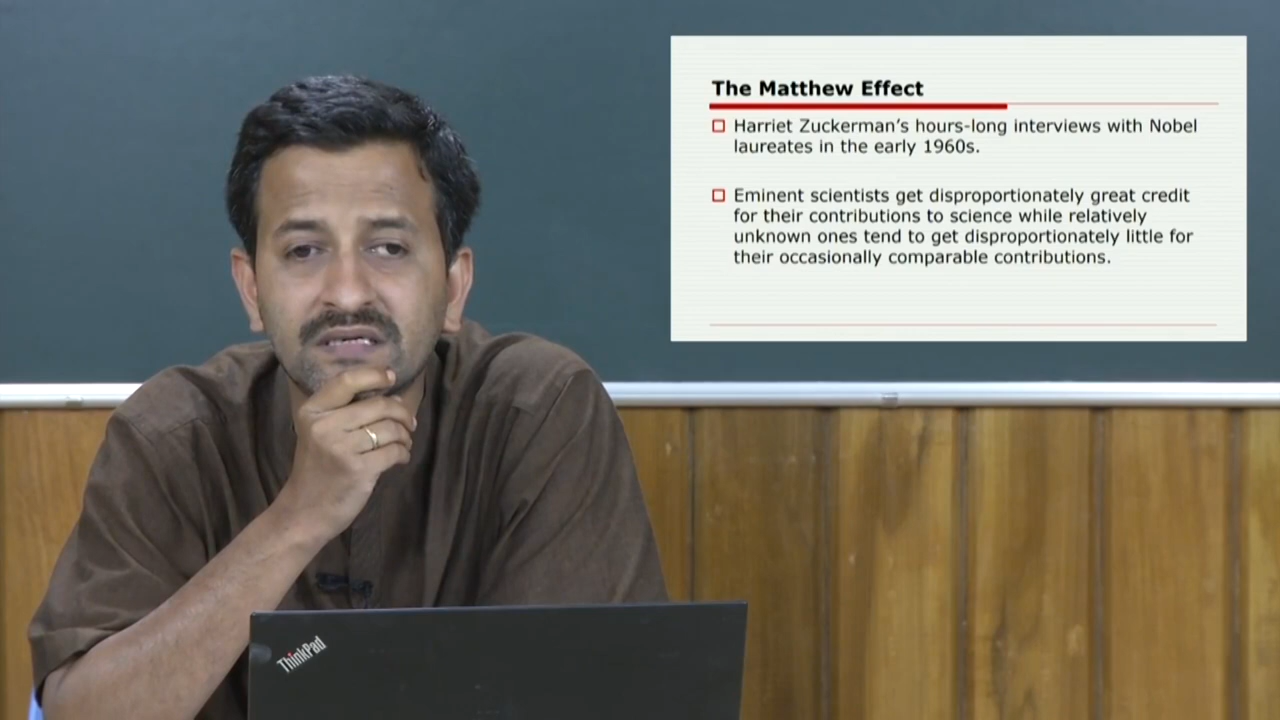 The Matthew Effect
Harriet Zuckerman’s hours-long interviews with Nobel
laureates in the early 1960s.
Eminent scientists get disproportionately great credit
for their contributions to science while relatively
unknown ones tend to get disproportionately little for
their occasionally comparable contributions.
ThinkPad